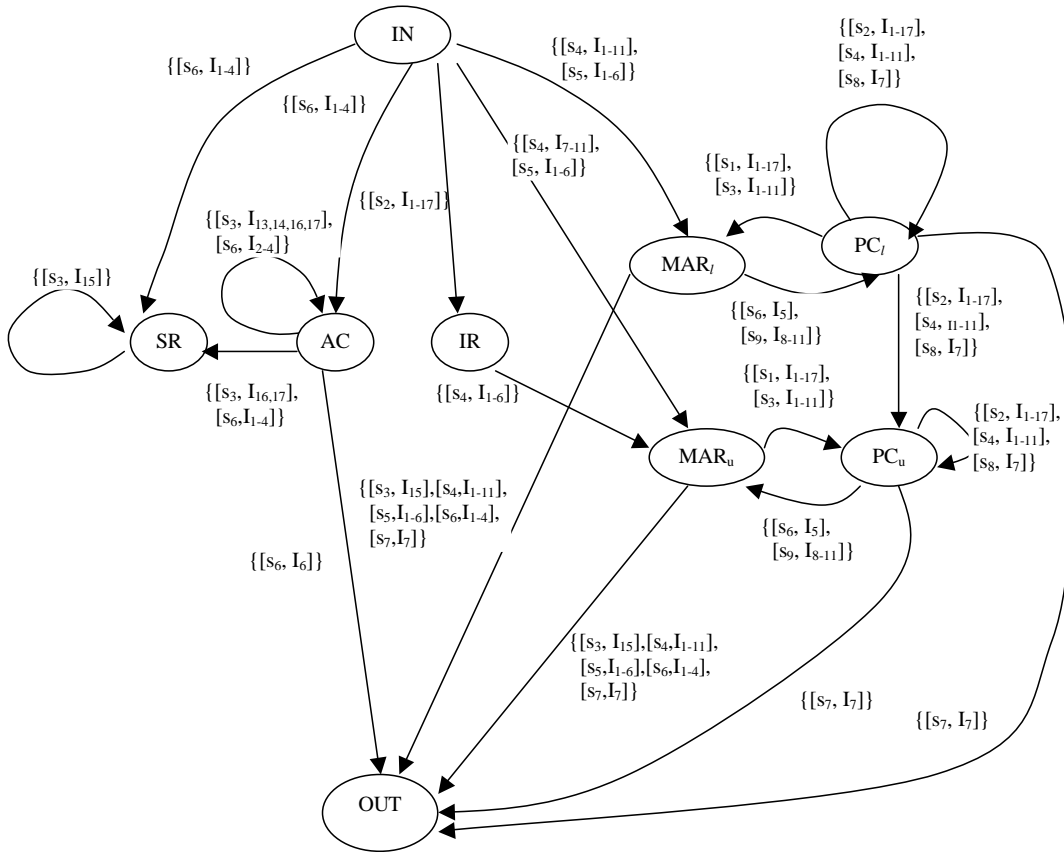 IN
{[s₂, I₁₋₁₇],
[s₄, I₁₋₁₁],
[s₈, I₇]}
{[s₄, I₁₋₁₁],
[s₅, I₁₋₆]}
{[s₆, I₁₋₄]}
{[s₆, I₁₋₄]}
{[s₄, I₇₋₁₁],
[s₅, I₁₋₆]}
{[s₁, I₁₋₁₇],
[s₃, I₁₋₁₁]}
{[s₂, I₁₋₁₇]}
{[s₃, I₁₃,₁₄,₁₆,₁₇],
[s₆, I₂₋₄]}
PCₗ
MARₗ
{[s₃, I₁₅]}
{[s₆, I₅],
[s₉, I₈₋₁₁]}
{[s₂, I₁₋₁₇],
[s₄, ₗ₁₋₁₁],
[s₈, I₇]}
SR
AC
IR
{[s₁, I₁₋₁₇],
[s₃, I₁₋₁₁]}
{[s₃, I₁₆,₁₇],
[s₆,I₁₋₄]}
{[s₄, I₁₋₆]}
{[s₂, I₁₋₁₇],
[s₄, I₁₋₁₁],
[s₈, I₇]}
MARᵤ
PCᵤ
{[s₃, I₁₅],[s₄,I₁₋₁₁],
[s₅,I₁₋₆],[s₆,I₁₋₄],
[s₇,I₇]}
{[s₆, I₅],
[s₉, I₈₋₁₁]}
{[s₆, I₆]}
{[s₃, I₁₅],[s₄,I₁₋₁₁],
[s₅,I₁₋₆],[s₆,I₁₋₄],
[s₇,I₇]}
{[s₇, I₇]}
{[s₇, I₇]}
OUT